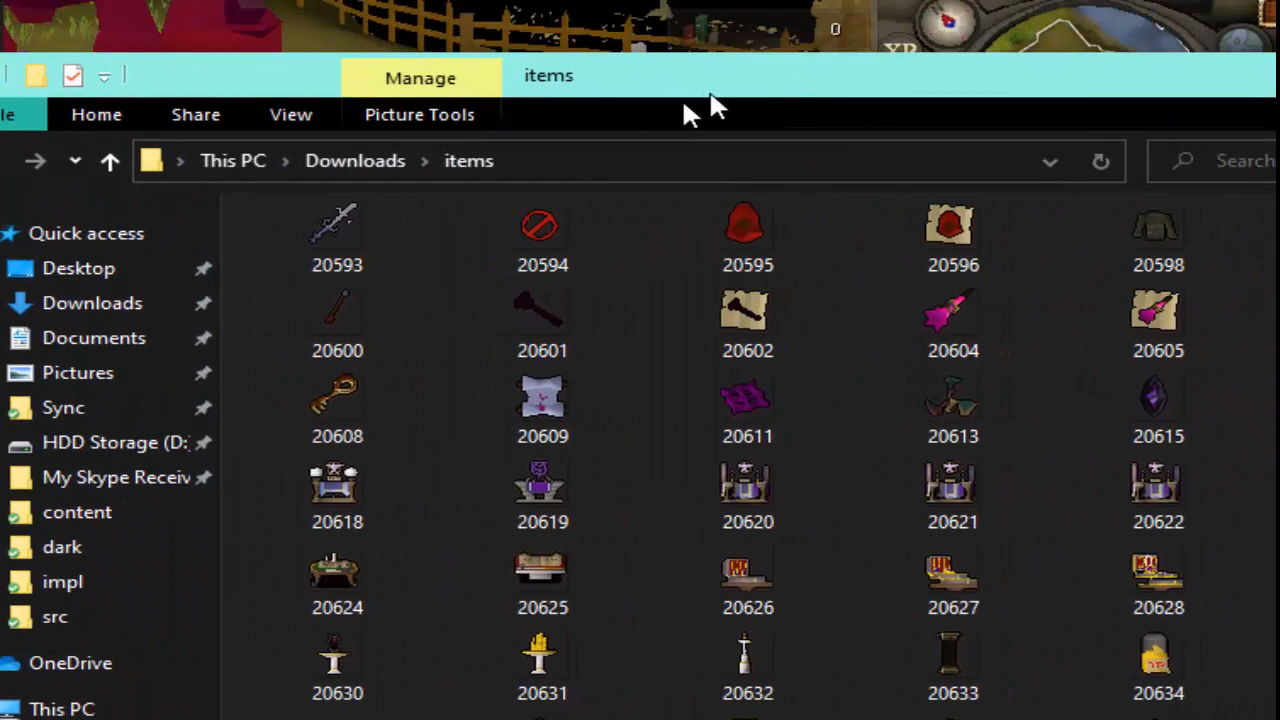 0
XP
Manage items
le Home Share View Picture Tools
This PC Downloads items Search
Quick access
Desktop
Downloads
Documents
Pictures
Sync
HDD Storage (D:
My Skype Receiv
content
dark
impl
src
OneDrive
This PC
20593 20594 20595 20596 20598
20600 20601 20602 20604 20605
20608 20609 20611 20613 20615
20618 20619 20620 20621 20622
20624 20625 20626 20627 20628
20630 20631 20632 20633 20634